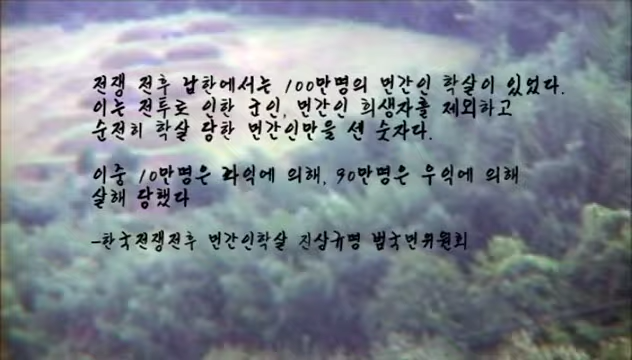 전쟁 전후 남한에서는 100만명의 민간인 학살이 있었다.
이는 전투로 인한 군인, 민간인 희생자를 제외하고
순전히 학살 당한 민간인만을 센 숫자다.
이중 10만명은 좌익에 의해, 90만명은 우익에 의해
살해 당했다
-한국전쟁전후 민간인학살 진상규명 범국민위원회